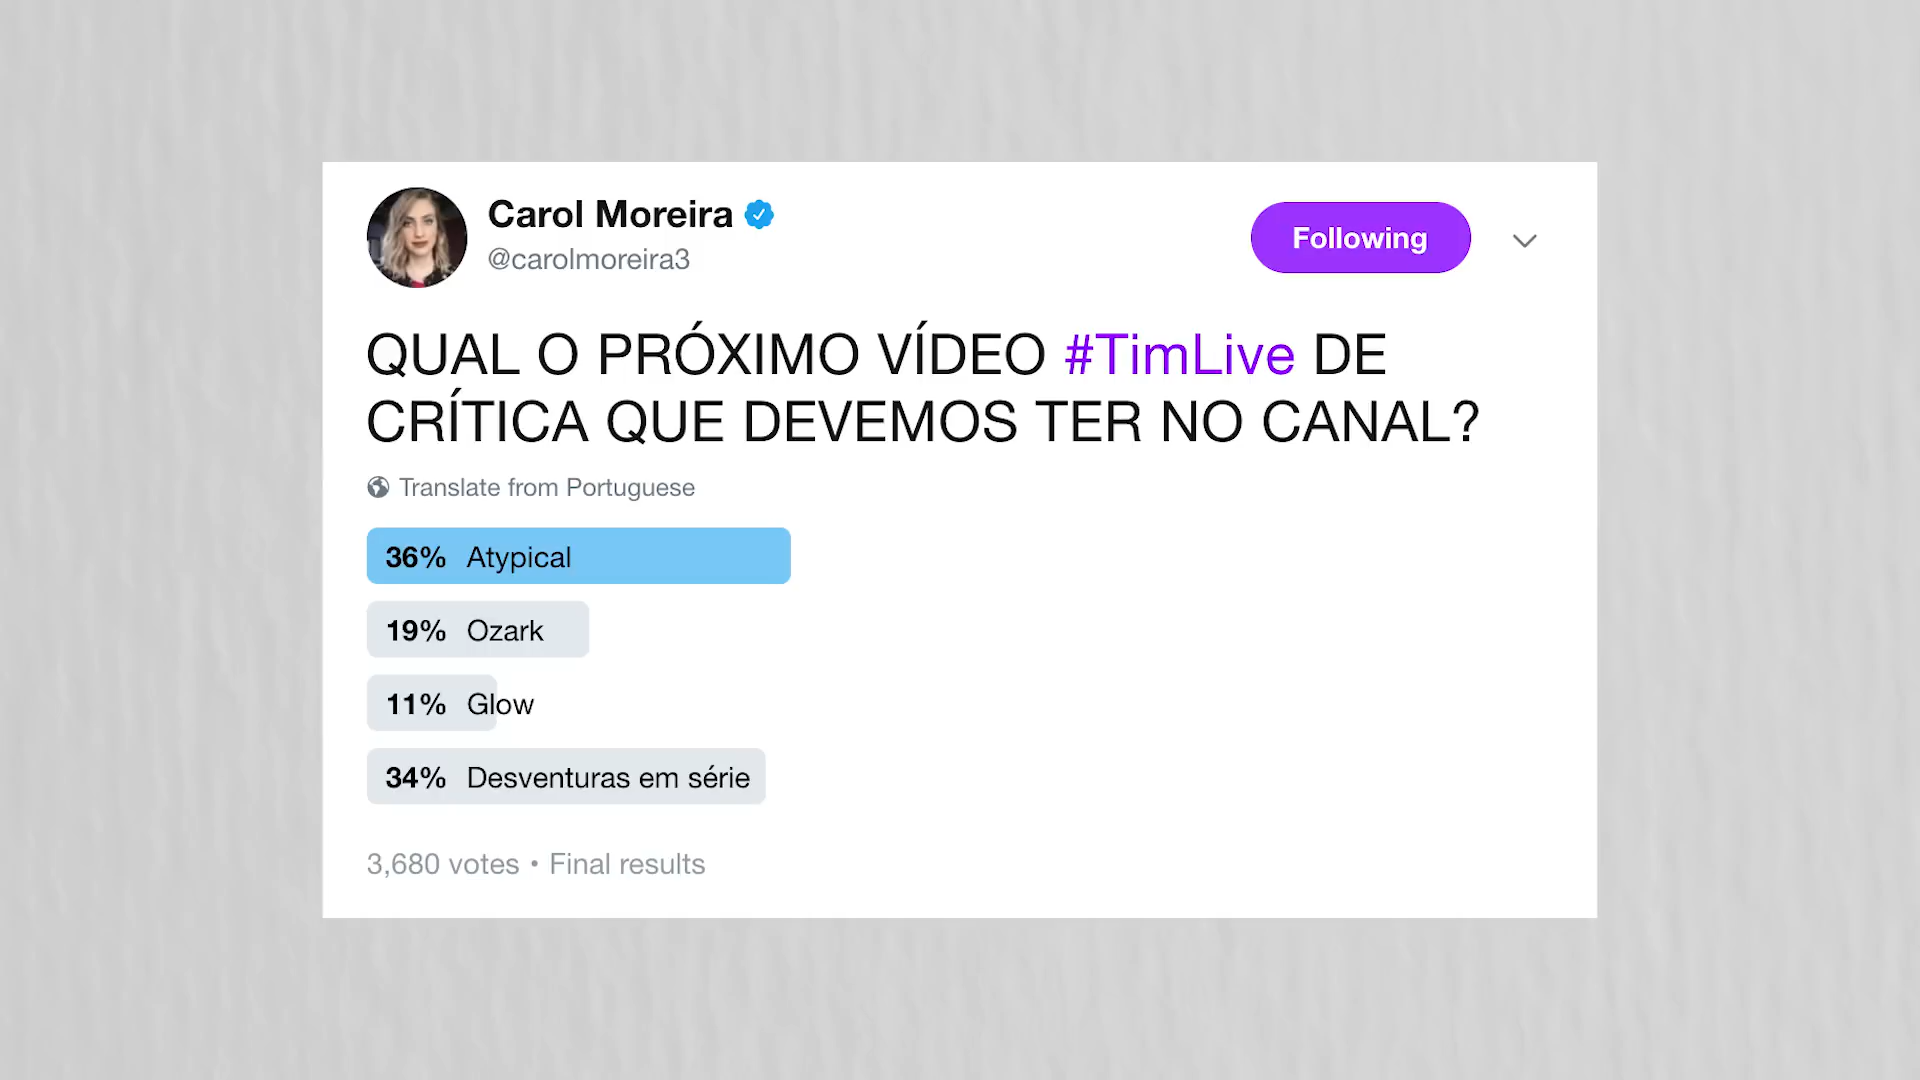 Carol Moreira
@carolmoreira3
Following
QUAL O PRÓXIMO VÍDEO #TimLive DE
CRÍTICA QUE DEVEMOS TER NO CANAL?
Translate from Portuguese
36% Atypical
19% Ozark
11% Glow
34% Desventuras em série
3,680 votes • Final results